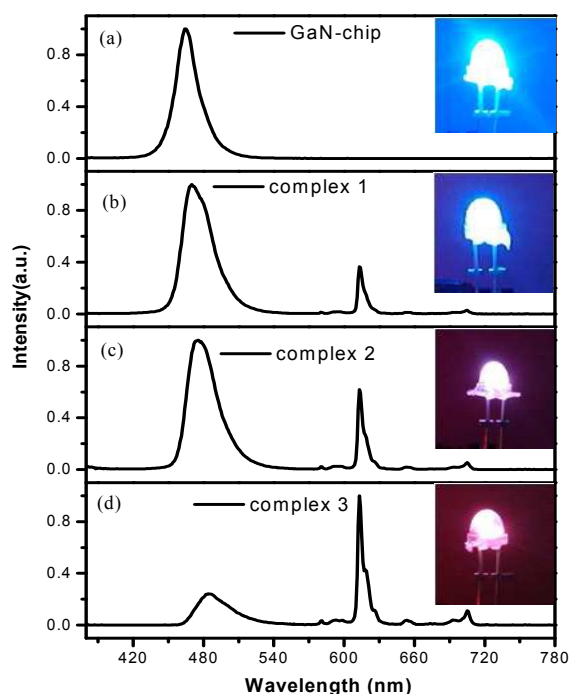 (a)
GaN-chip
0.8
0.4
0.0
(b)
complex 1
0.8
0.4
0.0
(c)
complex 2
0.8
0.4
0.0
(d)
complex 3
0.8
0.4
0.0
Intensity(a.u.)
420 480 540 600 660 720 780
Wavelength (nm)